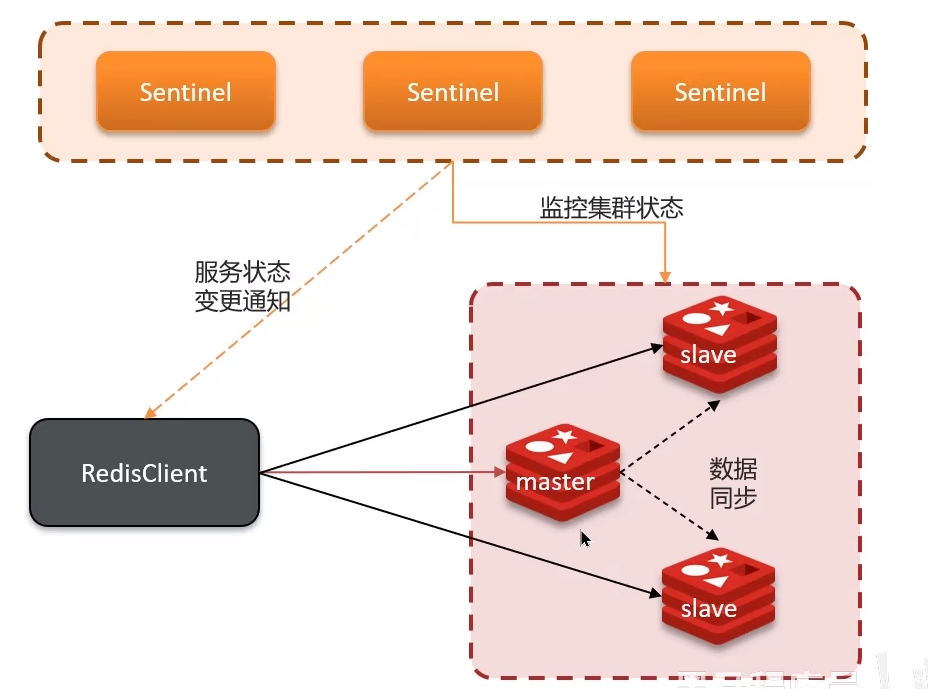 Sentinel
Sentinel
Sentinel
监控集群状态
服务状态
变更通知
slave
RedisClient
master
数据
同步
slave